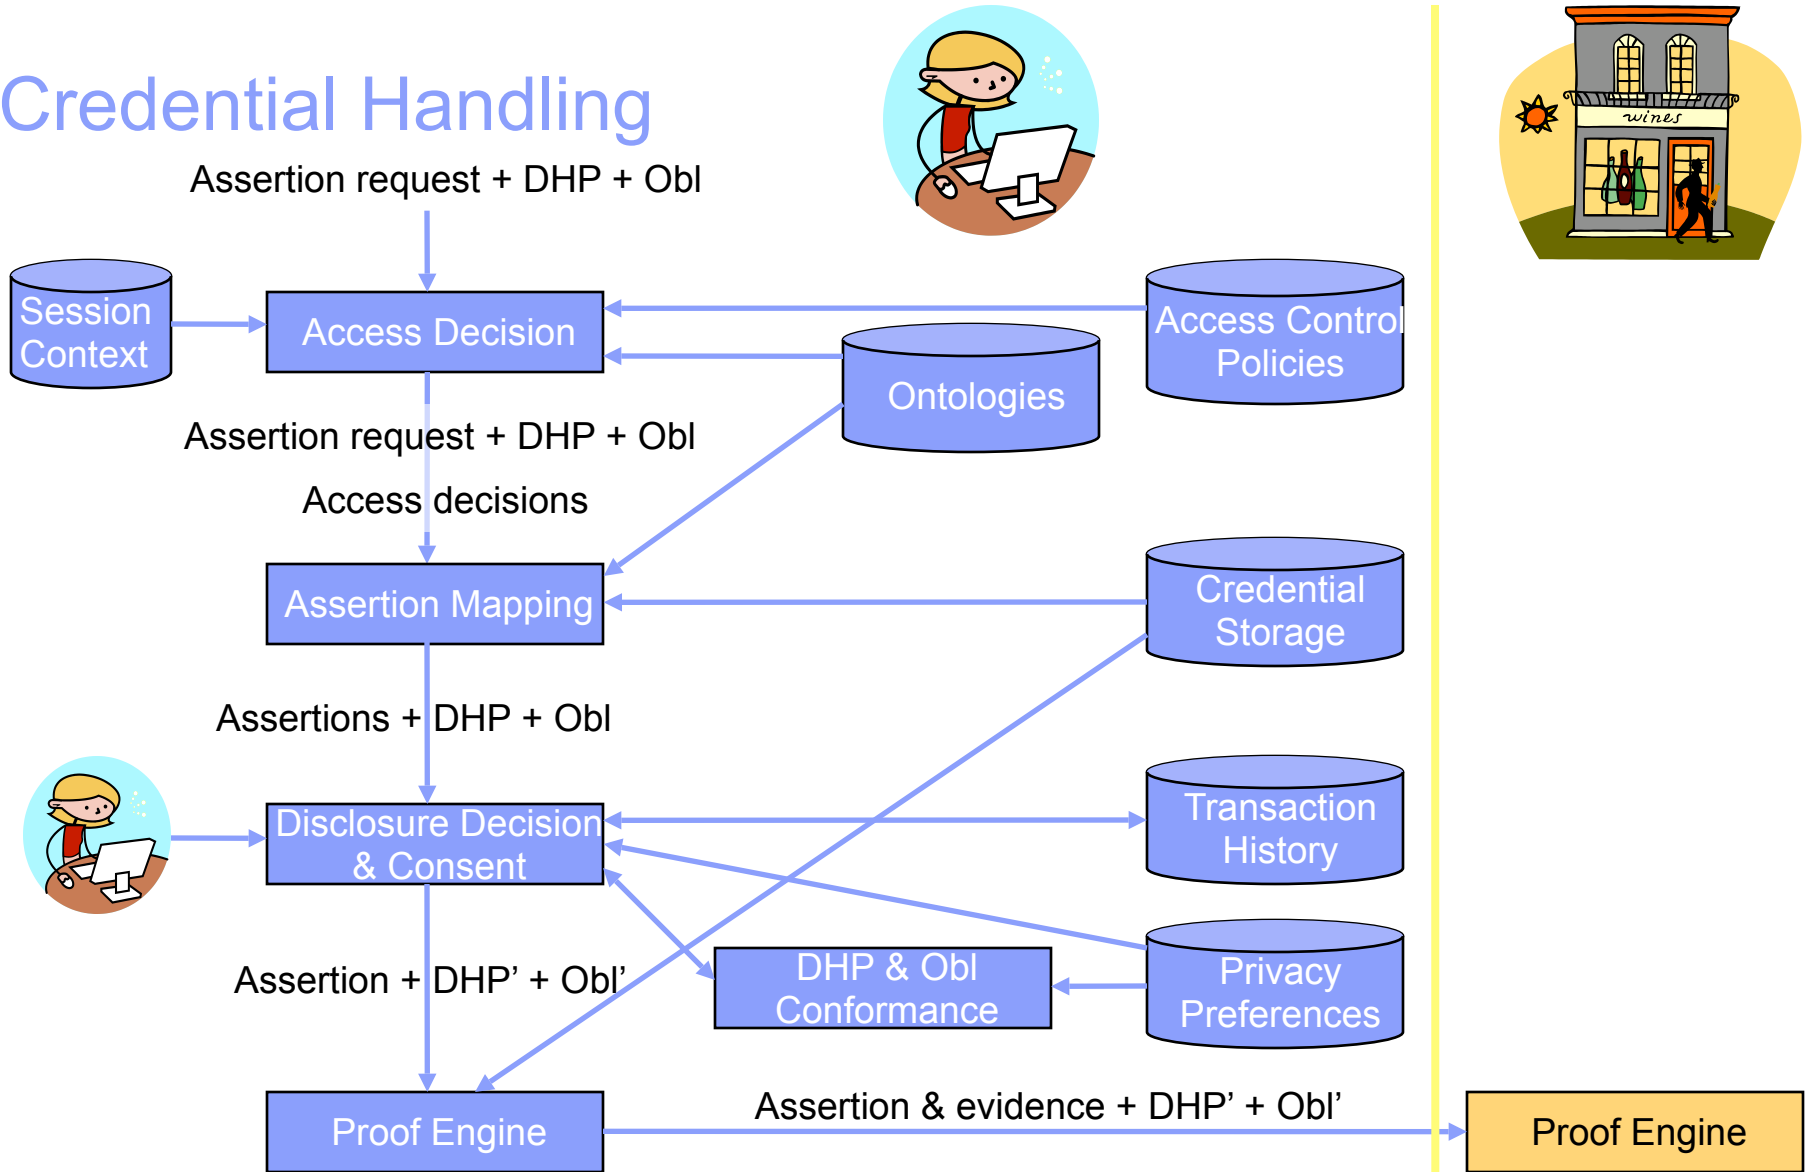 Credential Handling
wines
Assertion request + DHP + Obl
Session
Context
Access Decision
Access Control
Policies
Ontologies
Assertion request + DHP + Obl
Access decisions
Assertion Mapping
Credential
Storage
Assertions + DHP + Obl
Disclosure Decision
& Consent
Transaction
History
Assertion + DHP’ + Obl’
DHP & Obl
Conformance
Privacy
Preferences
Proof Engine
Assertion & evidence + DHP’ + Obl’
Proof Engine